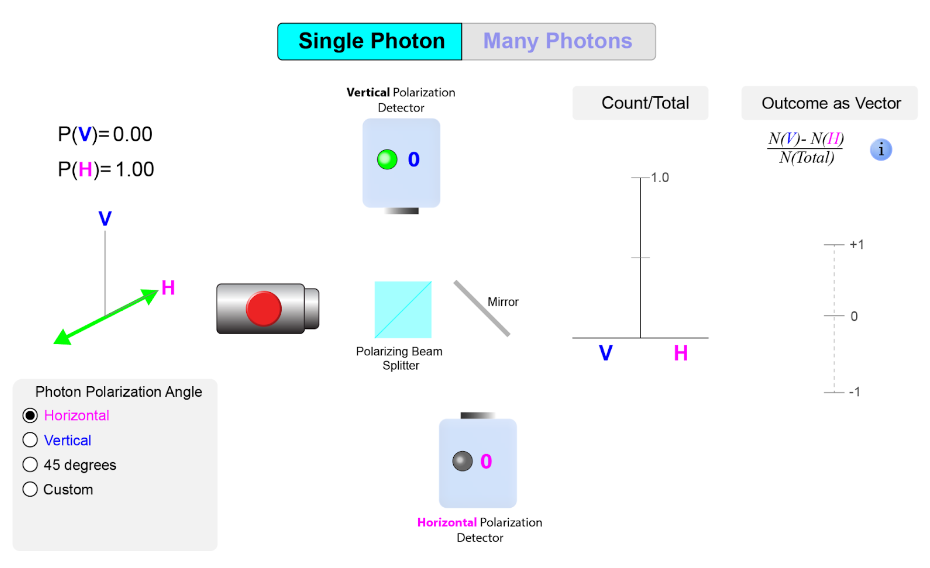 Single Photon
Many Photons
Vertical Polarization
Detector
0
Count/Total
Outcome as Vector
P(V)= 0.00
P(H)= 1.00
N(V)- N(H)
N(Total)
i
1.0
V
H
+1
0
-1
Mirror
Polarizing Beam
Splitter
V
H
Photon Polarization Angle
Horizontal
Vertical
45 degrees
Custom
0
Horizontal Polarization
Detector